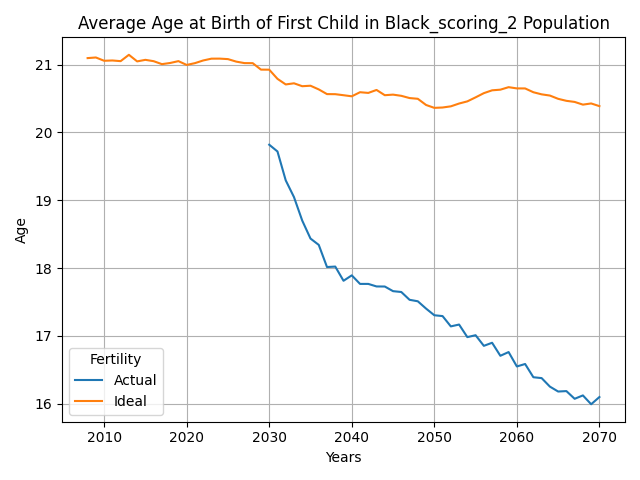 Average Age at Birth of First Child in Black_scoring_2 Population
21
20
19
18
17
16
Age
Fertility
Actual
Ideal
2010 2020 2030 2040 2050 2060 2070
Years